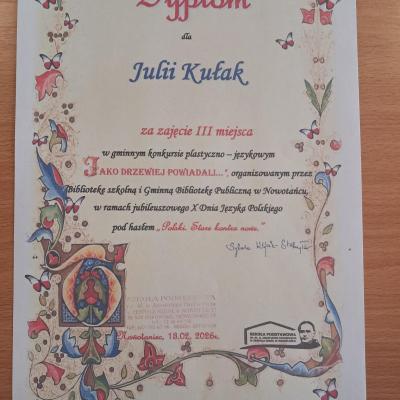 Dyplom
dla
Julii Kułak
za zajęcie III miejsca
w gminnym konkursie plastyczno – językowym
„JAKO DRZEWIEJ POWIADALI...”, organizowanym przez
Bibliotekę szkolną i Gminną Bibliotekę Publiczną w Nowotańcu,
w ramach jubileuszowego X Dnia Języka Polskiego
pod hasłem „Polski. Stare kontra nowe.”
SZKOŁA PODSTAWOWA
Nowotaniec, 18.02. 2026r.
SZKOŁA PODSTAWOWA